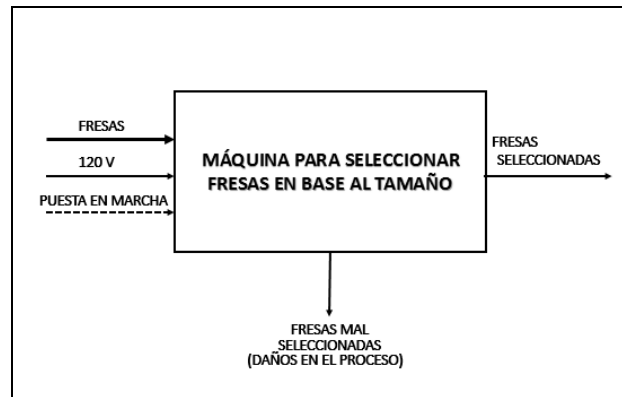 FRESAS
120 V
PUESTA EN MARCHA
MÁQUINA PARA SELECCIONAR
FRESAS EN BASE AL TAMAÑO
FRESAS
SELECCIONADAS
FRESAS MAL
SELECCIONADAS
(DAÑOS EN EL PROCESO)